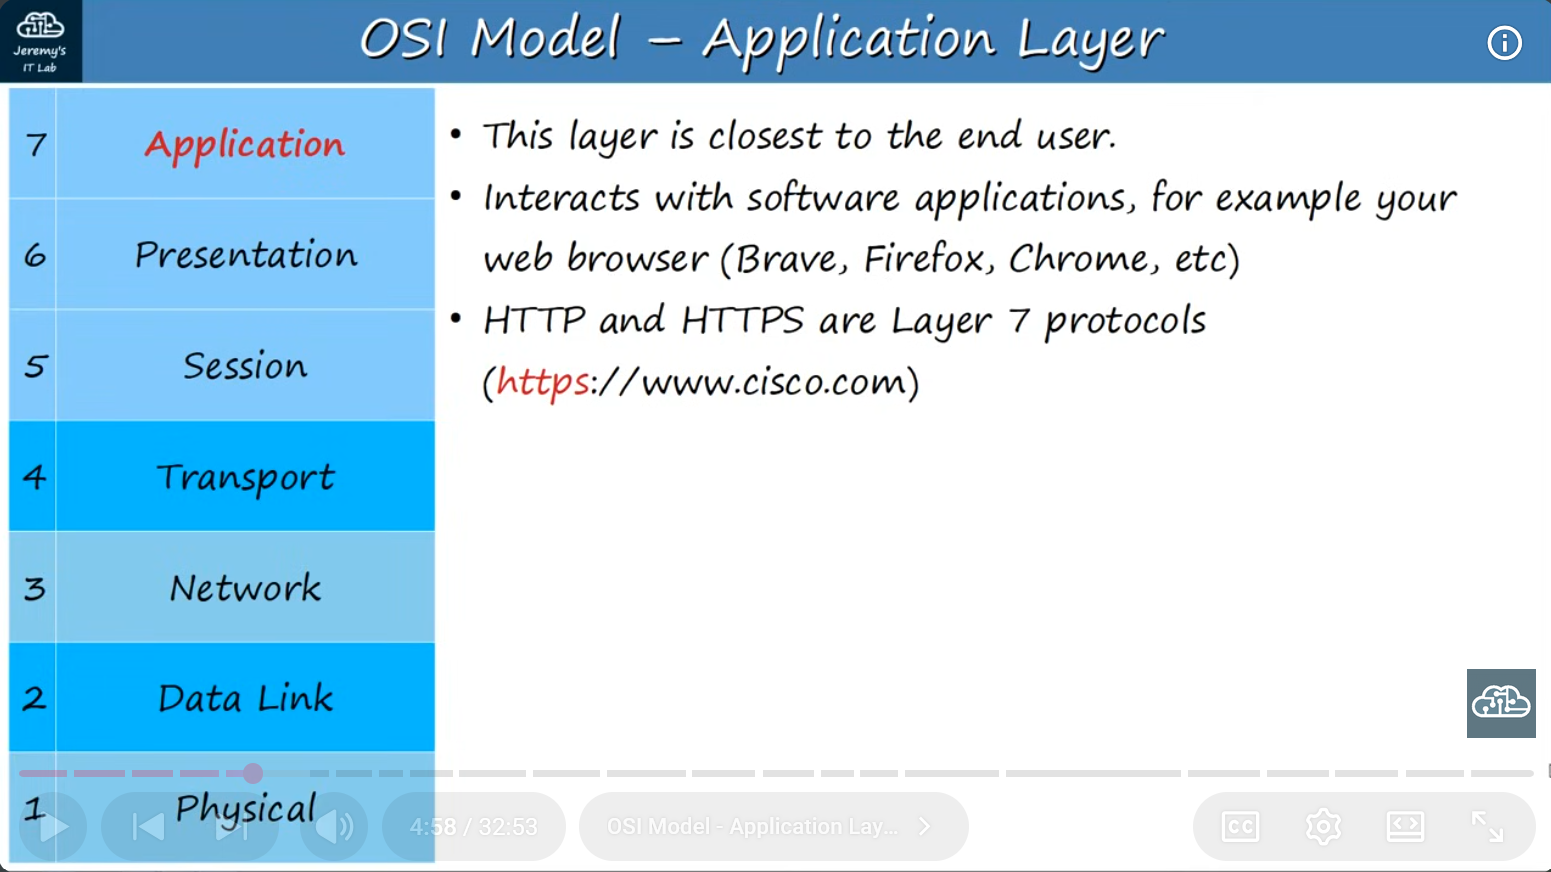 Jeremy's
IT Lab
OSI Model – Application Layer
7 Application
6 Presentation
5 Session
4 Transport
3 Network
2 Data Link
1 Physical
• This layer is closest to the end user.
• Interacts with software applications, for example your
web browser (Brave, Firefox, Chrome, etc)
• HTTP and HTTPS are Layer 7 protocols
(https://www.cisco.com)
4:58 / 32:53
OSI Model - Application Lay...
CC